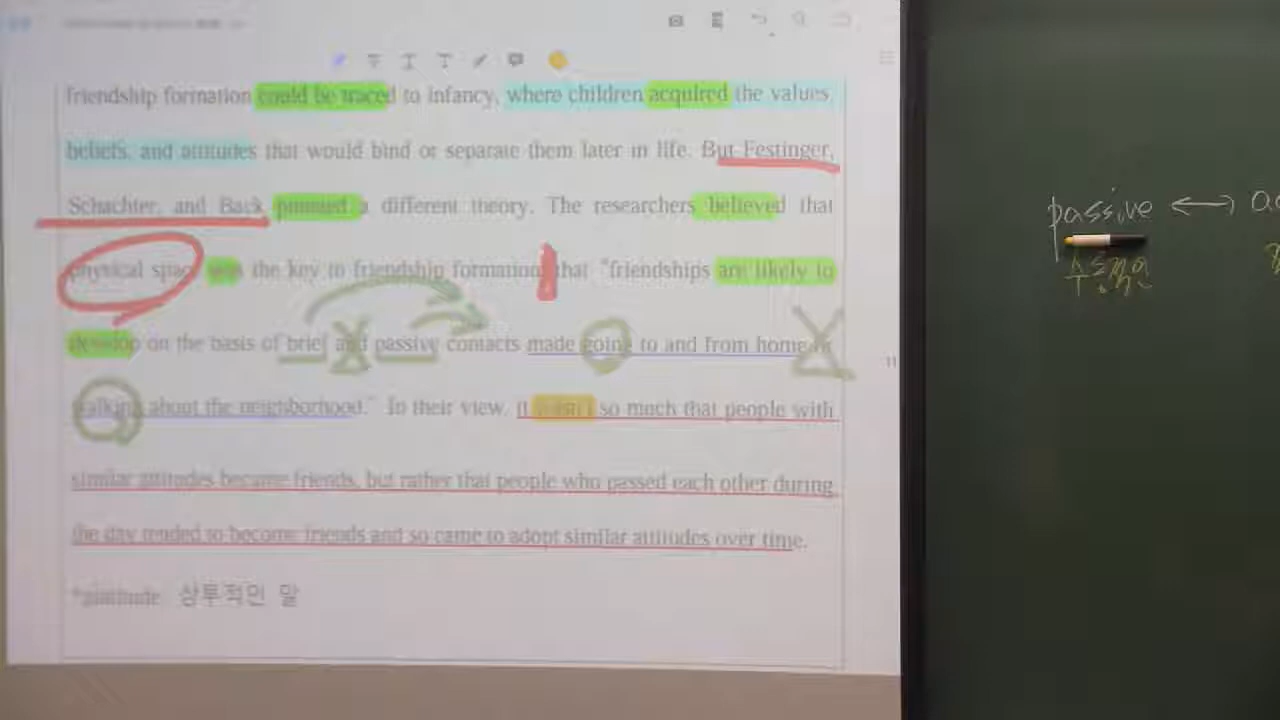 friendship formation could be traced to infancy, where children acquired the values,
beliefs, and attitudes that would bind or separate them later in life. But Festinger,
Schachter, and Back pursued a different theory. The researchers believed that
physical space was the key to friendship formation; that "friendships are likely to
develop on the basis of brief and passive contacts made going to and from home or
walking about the neighborhood." In their view, it wasn't so much that people with
similar attitudes became friends, but rather that people who passed each other during
the day tended to become friends and so came to adopt similar attitudes over time.
*platitude 상투적인 말
11
passive ↔